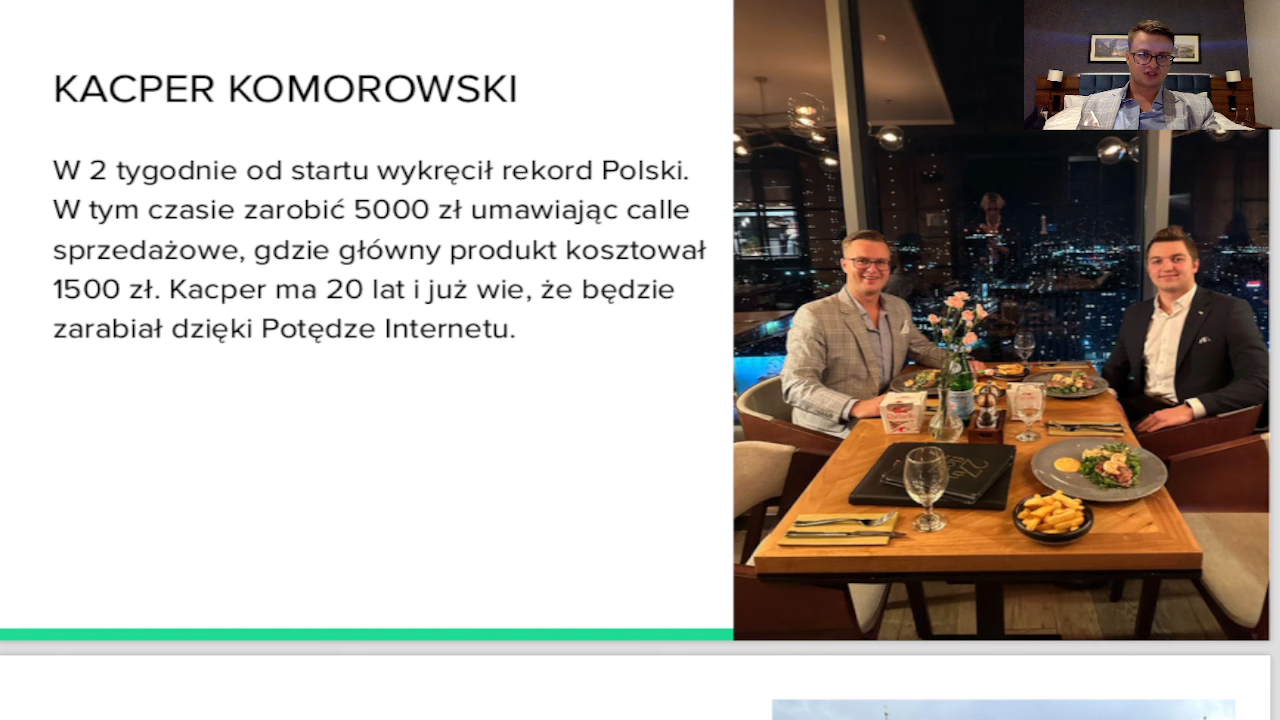 KACPER KOMOROWSKI
W 2 tygodnie od startu wykręcił rekord Polski.
W tym czasie zarobić 5000 zł umawiając calle
sprzedażowe, gdzie główny produkt kosztował
1500 zł. Kacper ma 20 lat i już wie, że będzie
zarabiał dzięki Potędze Internetu.